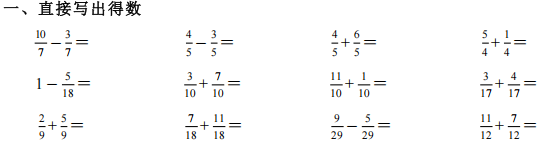 一、直接写出得数
10/7 − 3/7 = 4/5 − 3/5 = 4/5 + 6/5 = 5/4 + 1/4 =
1 − 5/18 = 3/10 + 7/10 = 11/10 + 1/10 = 3/17 + 4/17 =
2/9 + 5/9 = 7/18 + 11/18 = 9/29 − 5/29 = 11/12 + 7/12 =